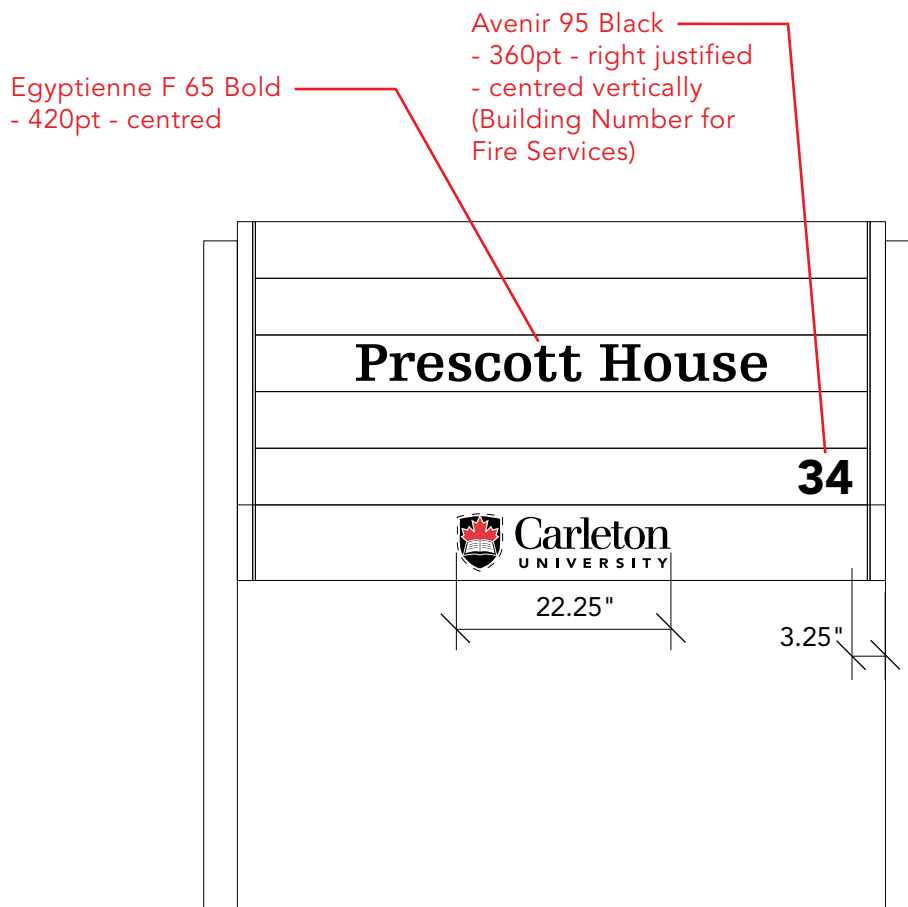 Avenir 95 Black
- 360pt - right justified
- centred vertically
(Building Number for
Fire Services)
Egyptienne F 65 Bold
- 420pt - centred
Prescott House
34
Carleton
UNIVERSITY
22.25"
3.25"